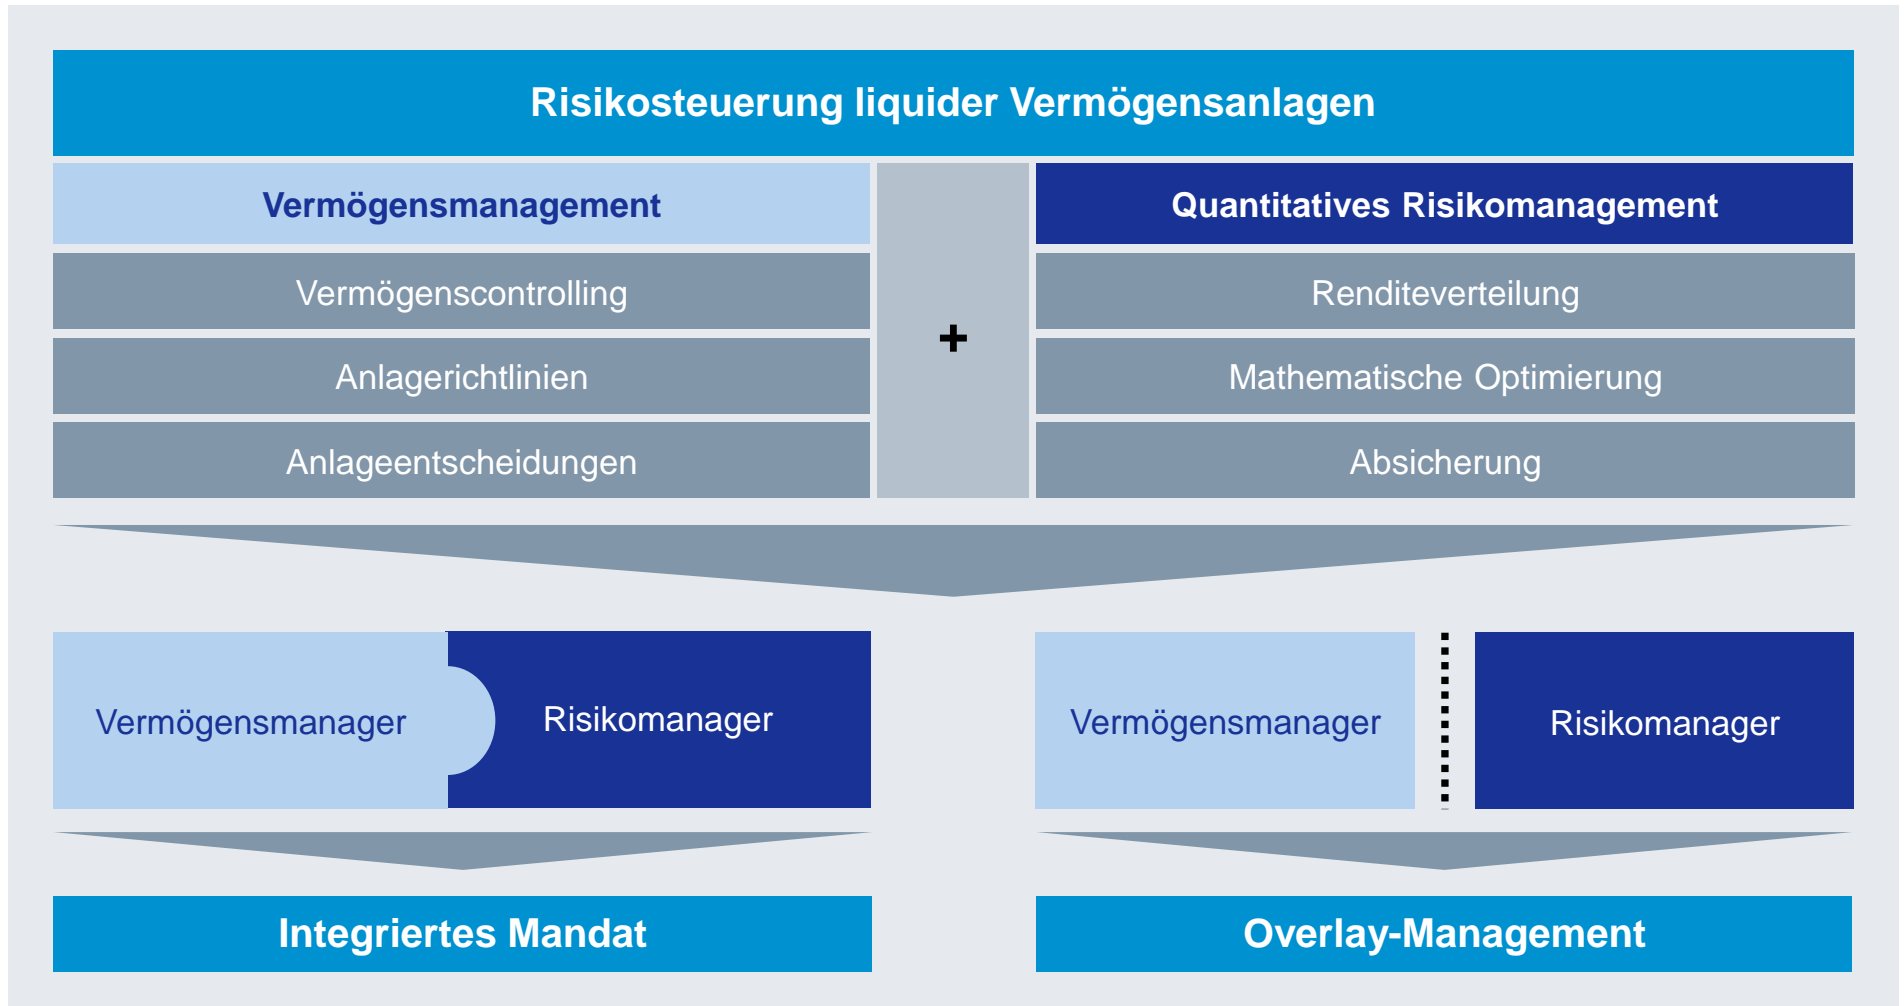 Risikosteuerung liquider Vermögensanlagen
Vermögensmanagement
Vermögenscontrolling
Anlagerichtlinien
Anlageentscheidungen
+
Quantitatives Risikomanagement
Renditeverteilung
Mathematische Optimierung
Absicherung
Vermögensmanager
Risikomanager
Vermögensmanager
Risikomanager
Integriertes Mandat
Overlay-Management